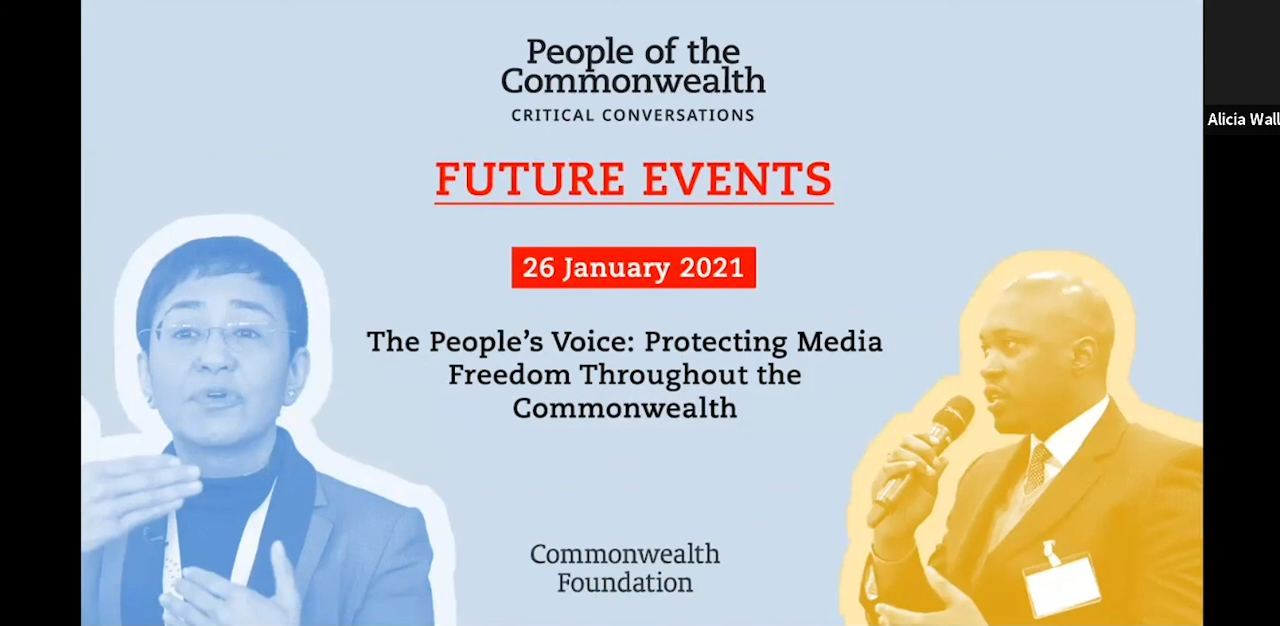 People of the
Commonwealth
CRITICAL CONVERSATIONS
FUTURE EVENTS
26 January 2021
The People's Voice: Protecting Media
Freedom Throughout the
Commonwealth
Commonwealth
Foundation
Alicia Wall